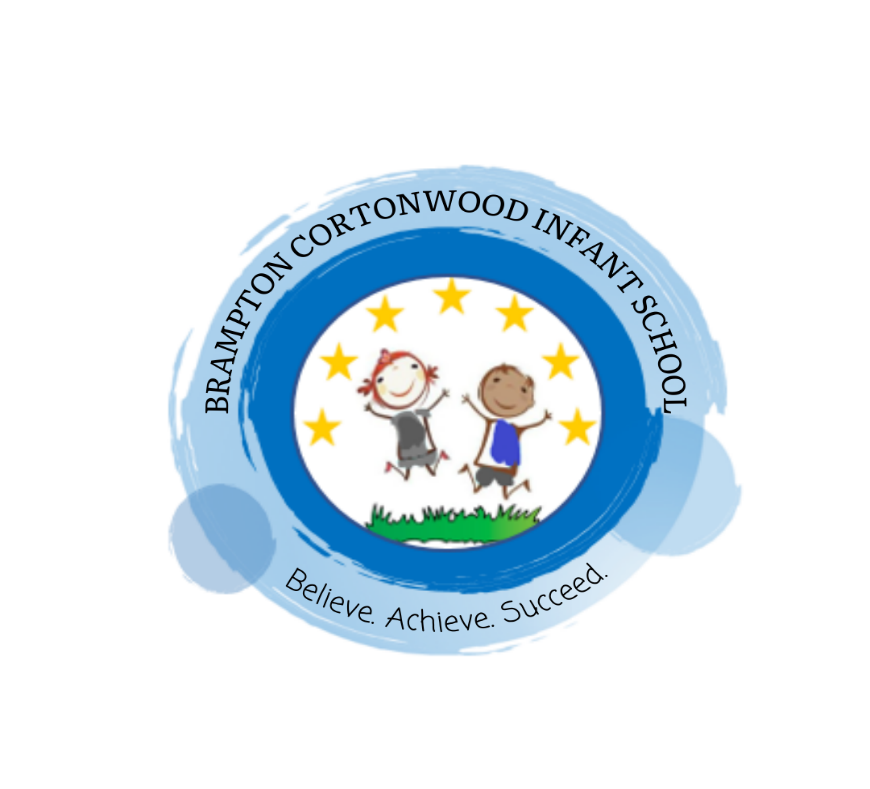 BRAMPTON CORTONWOOD INFANT SCHOOL
Believe. Achieve. Succeed.